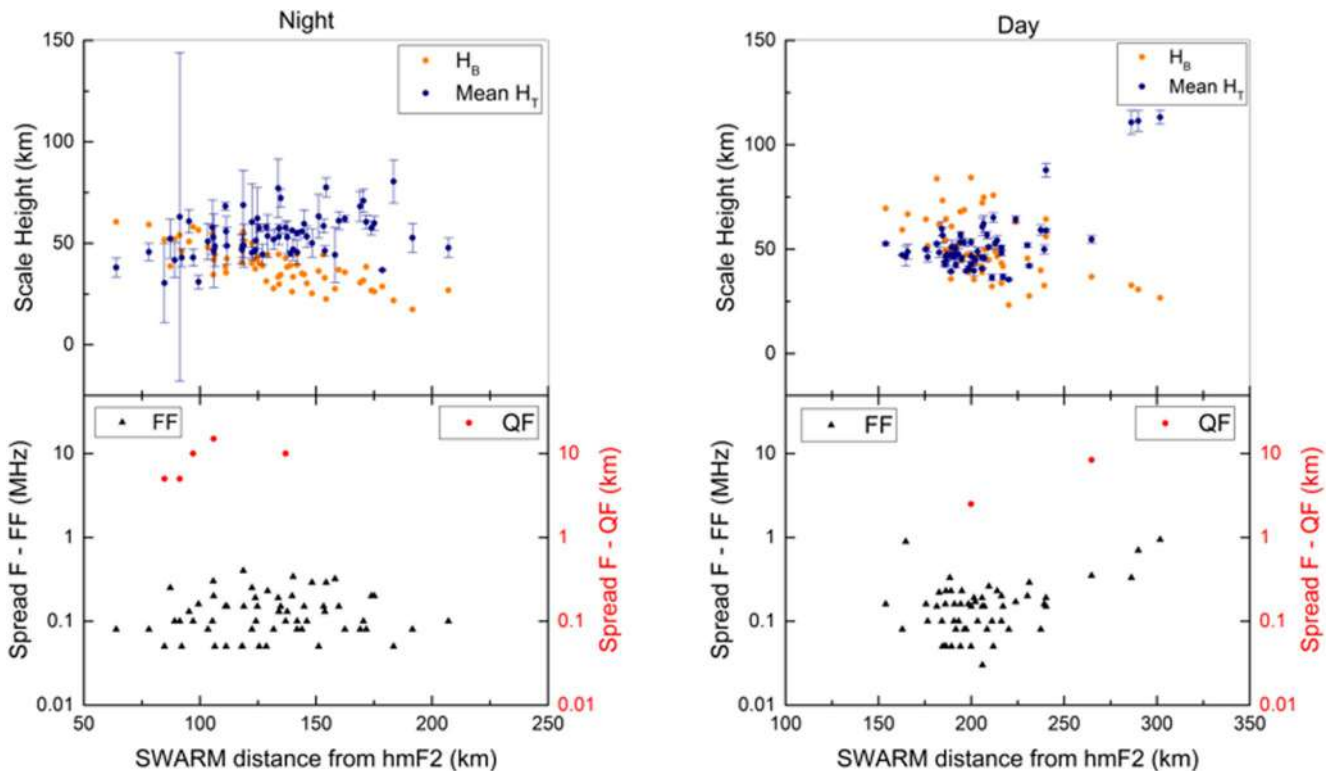 Night
150
100
50
0
Scale Height (km)
H_B
Mean H_T
FF
QF
10
1
0.1
0.01
Spread F - FF (MHz)
10
1
0.1
0.01
Spread F - QF (km)
50 100 150 200 250
SWARM distance from hmF2 (km)
Day
150
100
50
0
Scale Height (km)
H_B
Mean H_T
FF
QF
10
1
0.1
0.01
Spread F - FF (MHz)
10
1
0.1
0.01
Spread F - QF (km)
100 150 200 250 300 350
SWARM distance from hmF2 (km)